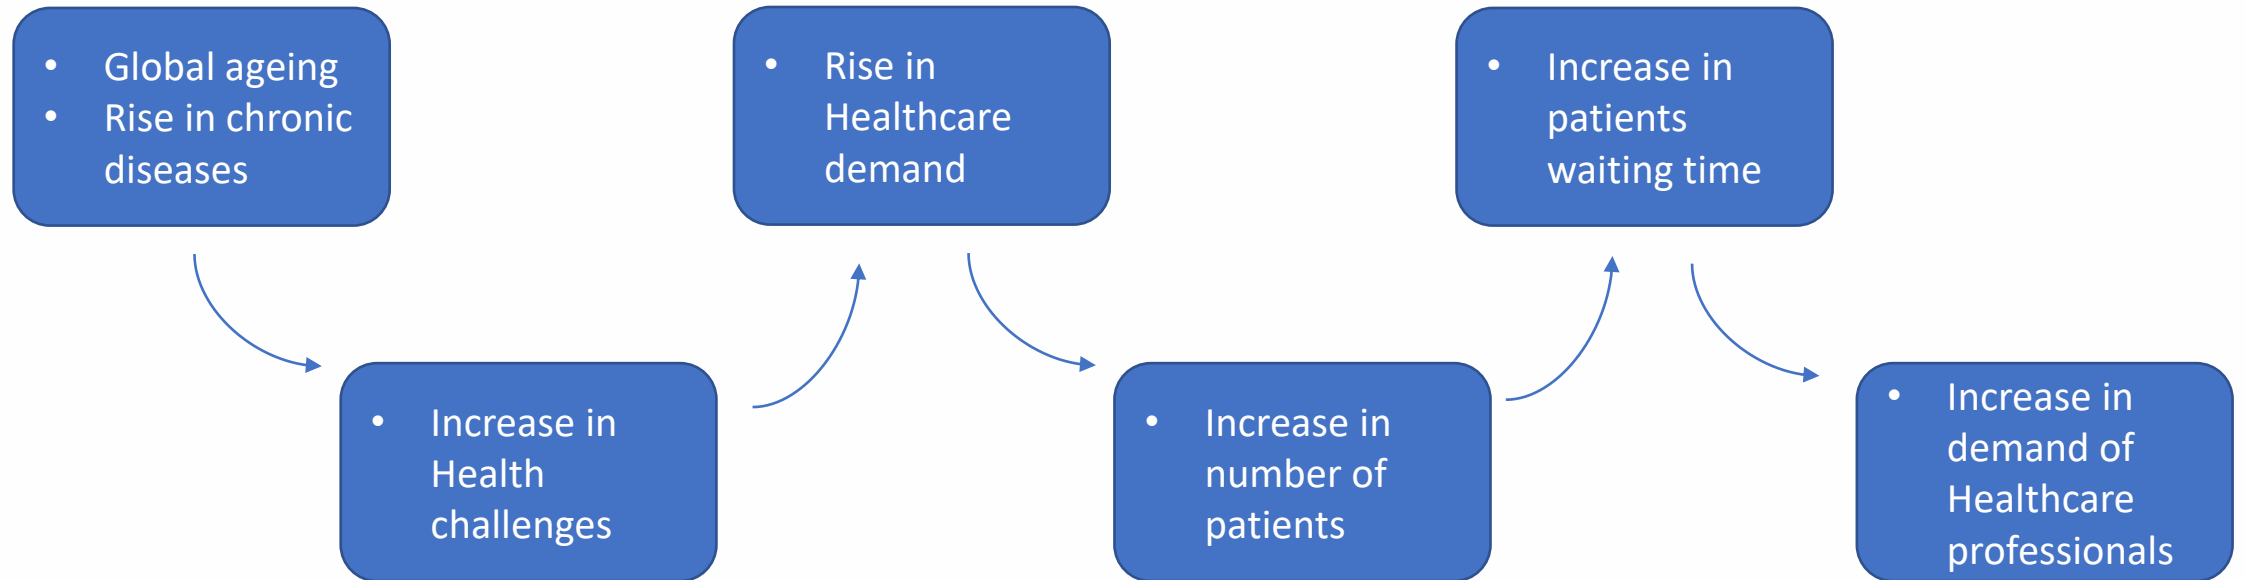 • Global ageing
• Rise in chronic
diseases
• Increase in
Health
challenges
• Rise in
Healthcare
demand
• Increase in
number of
patients
• Increase in
patients
waiting time
• Increase in
demand of
Healthcare
professionals